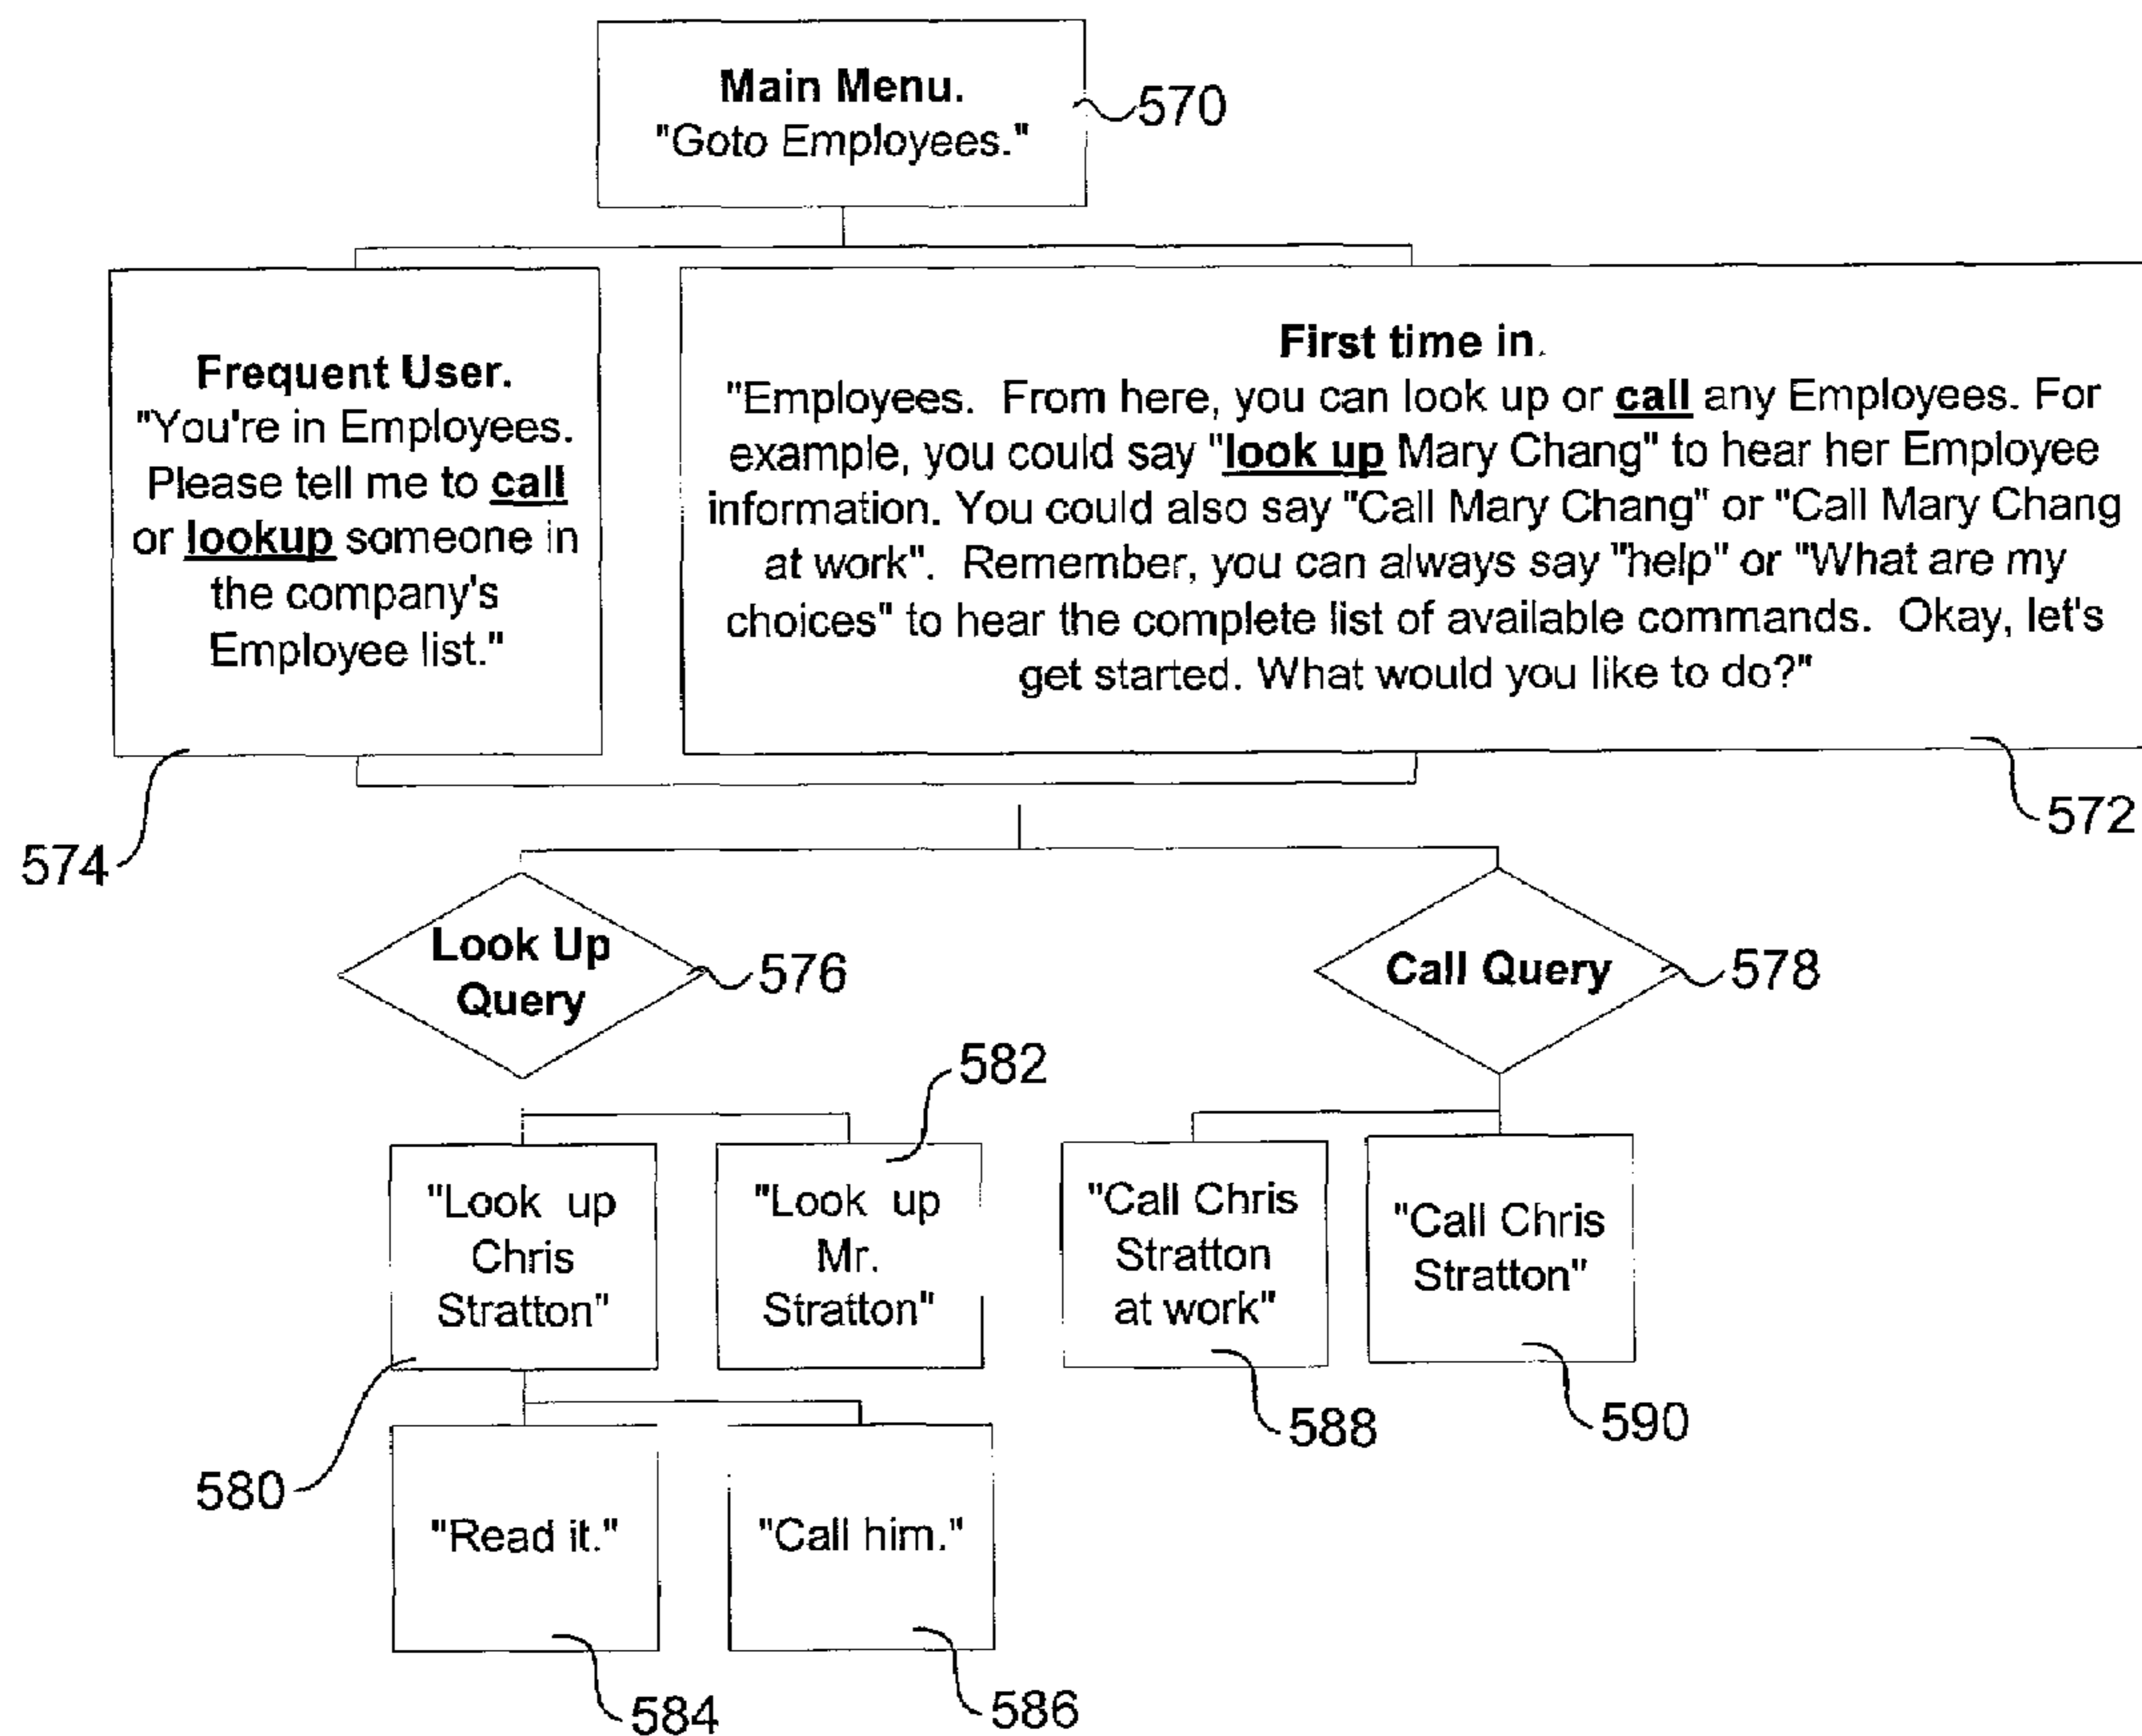 Main Menu.
"Goto Employees."
570
Frequent User.
"You're in Employees.
Please tell me to call
or lookup someone in
the company's
Employee list."
574
First time in.
"Employees.  From here, you can look up or call any Employees. For
example, you could say "look up Mary Chang" to hear her Employee
information. You could also say "Call Mary Chang" or "Call Mary Chang
at work".  Remember, you can always say "help" or "What are my
choices" to hear the complete list of available commands.  Okay, let's
get started. What would you like to do?"
572
Look Up
Query
576
Call Query
578
"Look up
Chris
Stratton"
580
"Look up
Mr.
Stratton"
582
"Call Chris
Stratton
at work"
588
"Call Chris
Stratton"
590
"Read it."
584
"Call him."
586